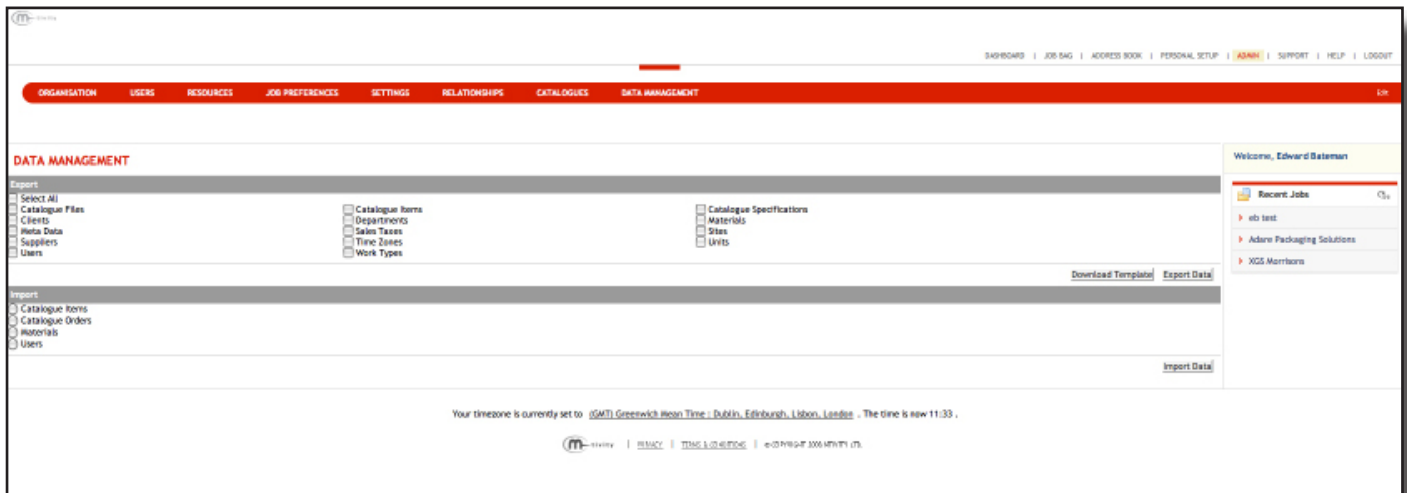 DASHBOARD | JOB-BAG | ADDRESS BOOK | PERSONAL SETUP | ADMIN | SUPPORT | HELP | LOGOUT
ORGANISATION USERS RESOURCES JOB PREFERENCES SETTINGS RELATIONSHIPS CATALOGUES DATA MANAGEMENT Edit
DATA MANAGEMENT
Welcome, Edward Bateman
Export
Select All
Catalogue Files Catalogue Items Catalogue Specifications
Clients Departments Materials
Meta Data Sales Taxes Sites
Suppliers Time Zones Units
Users Work Types
Download Template Export Data
Recent Jobs
eb test
Adare Packaging Solutions
XGS Morrisons
Import
Catalogue Items
Catalogue Orders
Materials
Users
Import Data
Your timezone is currently set to (GMT) Greenwich Mean Time : Dublin, Edinburgh, Lisbon, London . The time is now 11:33 .
m | PRIVACY | TERMS & CONDITIONS | © COPYRIGHT 2006 LTD.